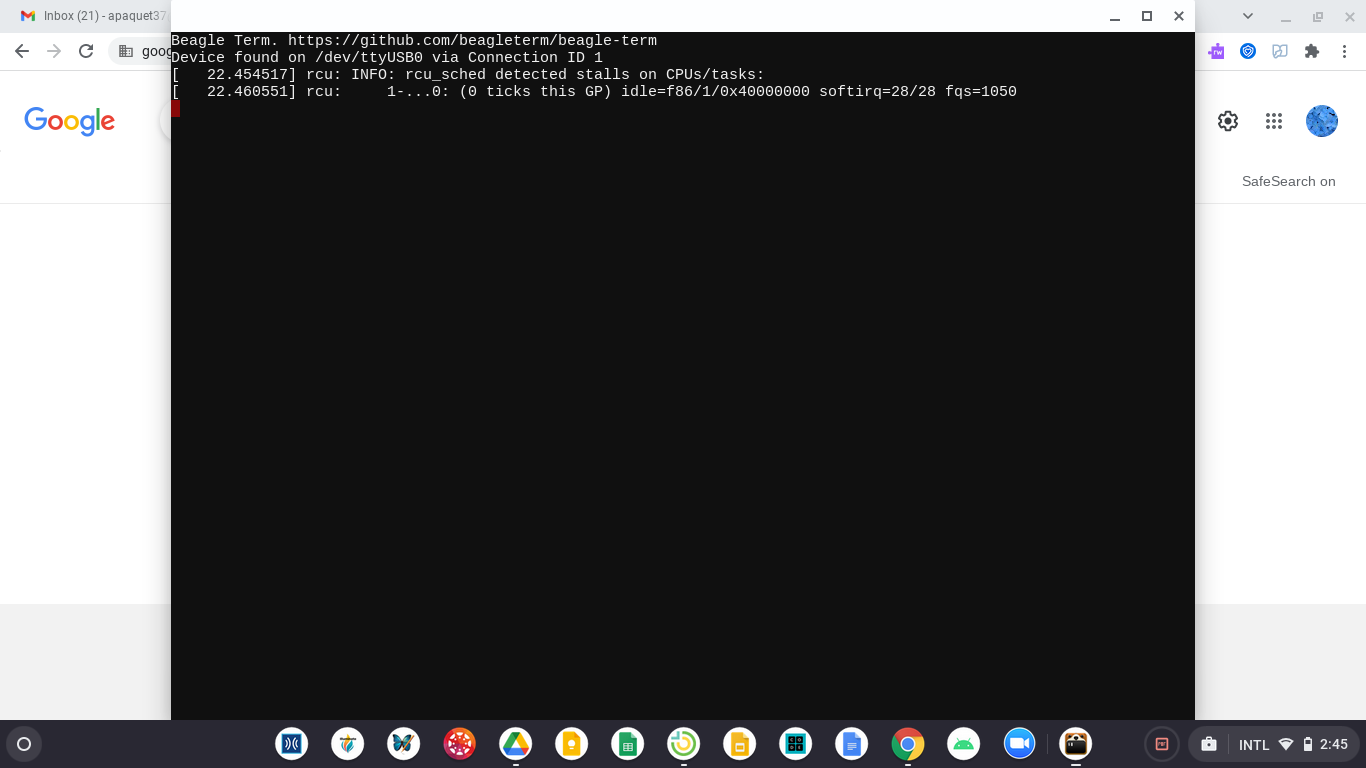 Inbox (21) - apaquet37
goog
rw
Beagle Term. https://github.com/beagleterm/beagle-term
Device found on /dev/ttyUSB0 via Connection ID 1
[   22.454517] rcu: INFO: rcu_sched detected stalls on CPUs/tasks:
[   22.460551] rcu:     1-...0: (0 ticks this GP) idle=f86/1/0x40000000 softirq=28/28 fqs=1050
Google
SafeSearch on
INTL
2:45